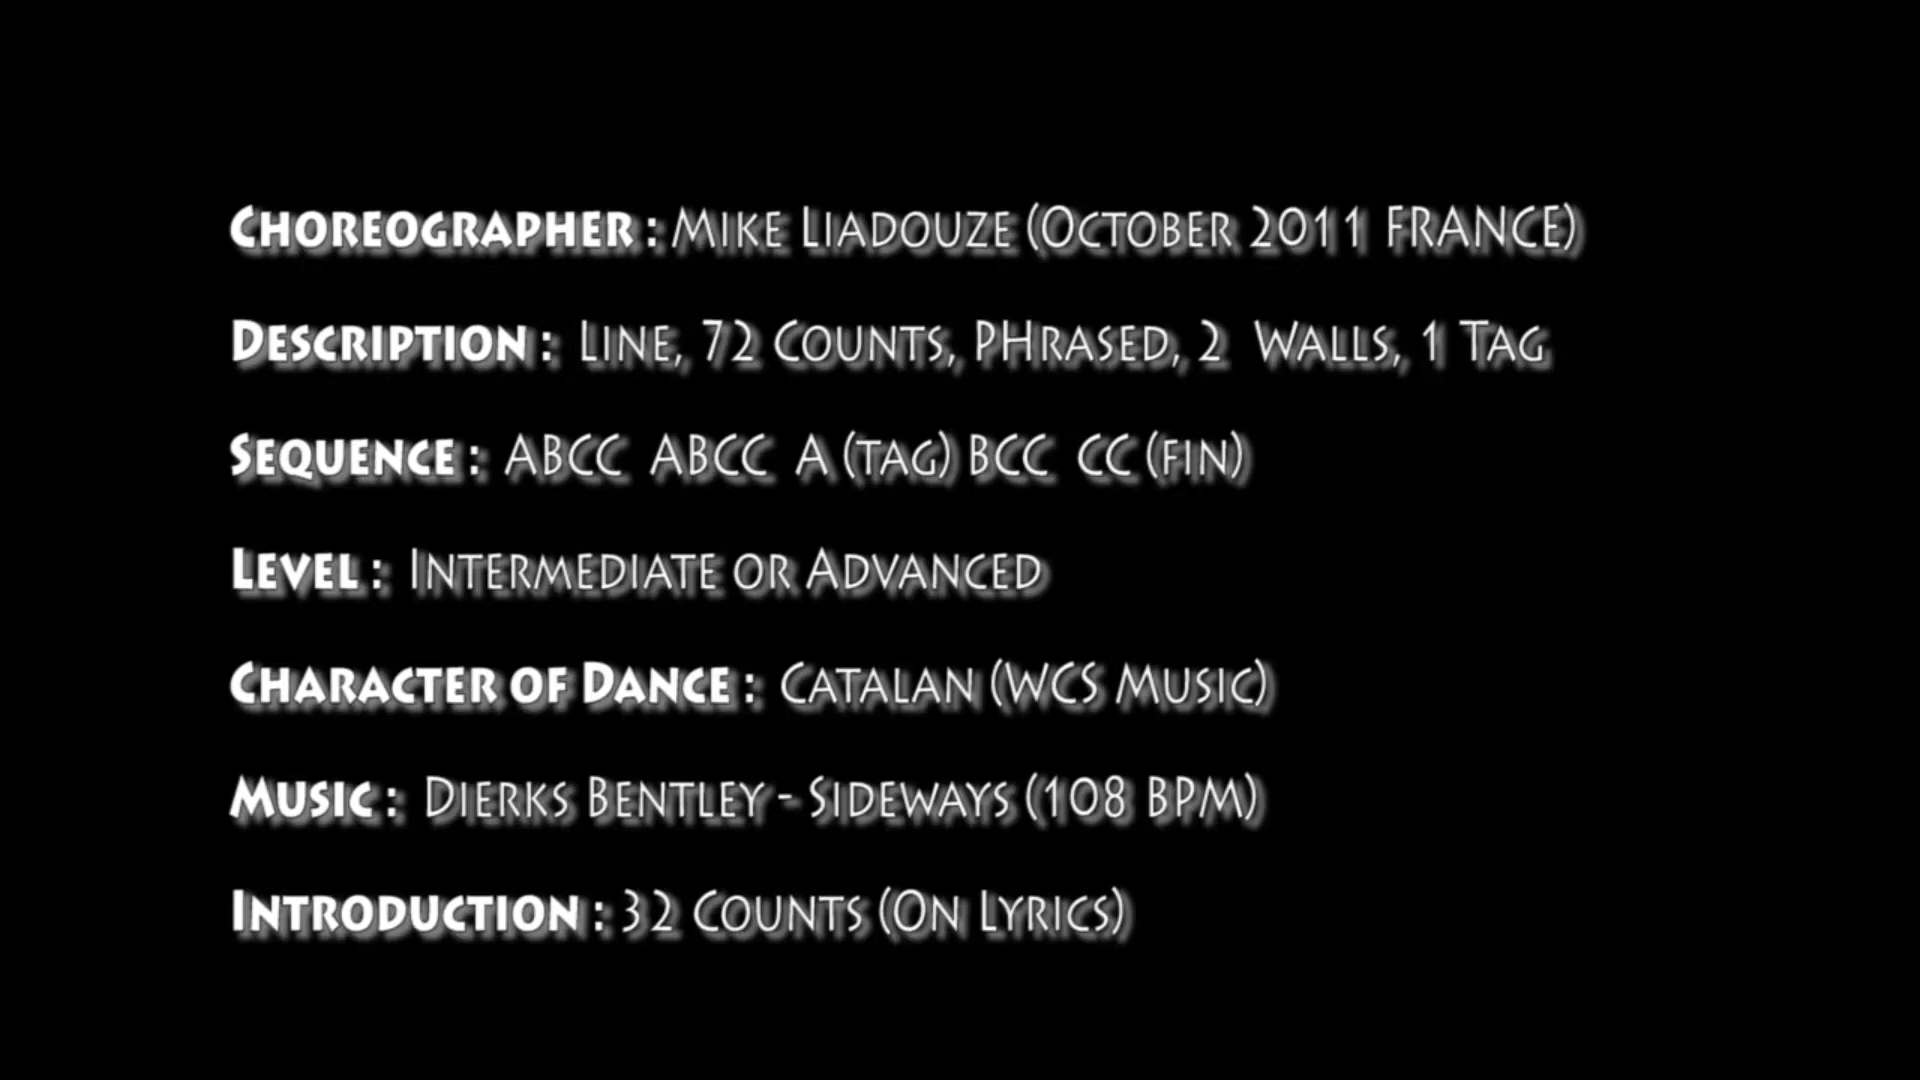 Choreographer : Mike Liadouze (October 2011 FRANCE)
Description : Line, 72 Counts, PHrased, 2 Walls, 1 Tag
Sequence : ABCC ABCC A (tag) BCC CC (fin)
Level : Intermediate or Advanced
Character of Dance : Catalan (WCS Music)
Music : Dierks Bentley - Sideways (108 BPM)
Introduction : 32 Counts (On Lyrics)